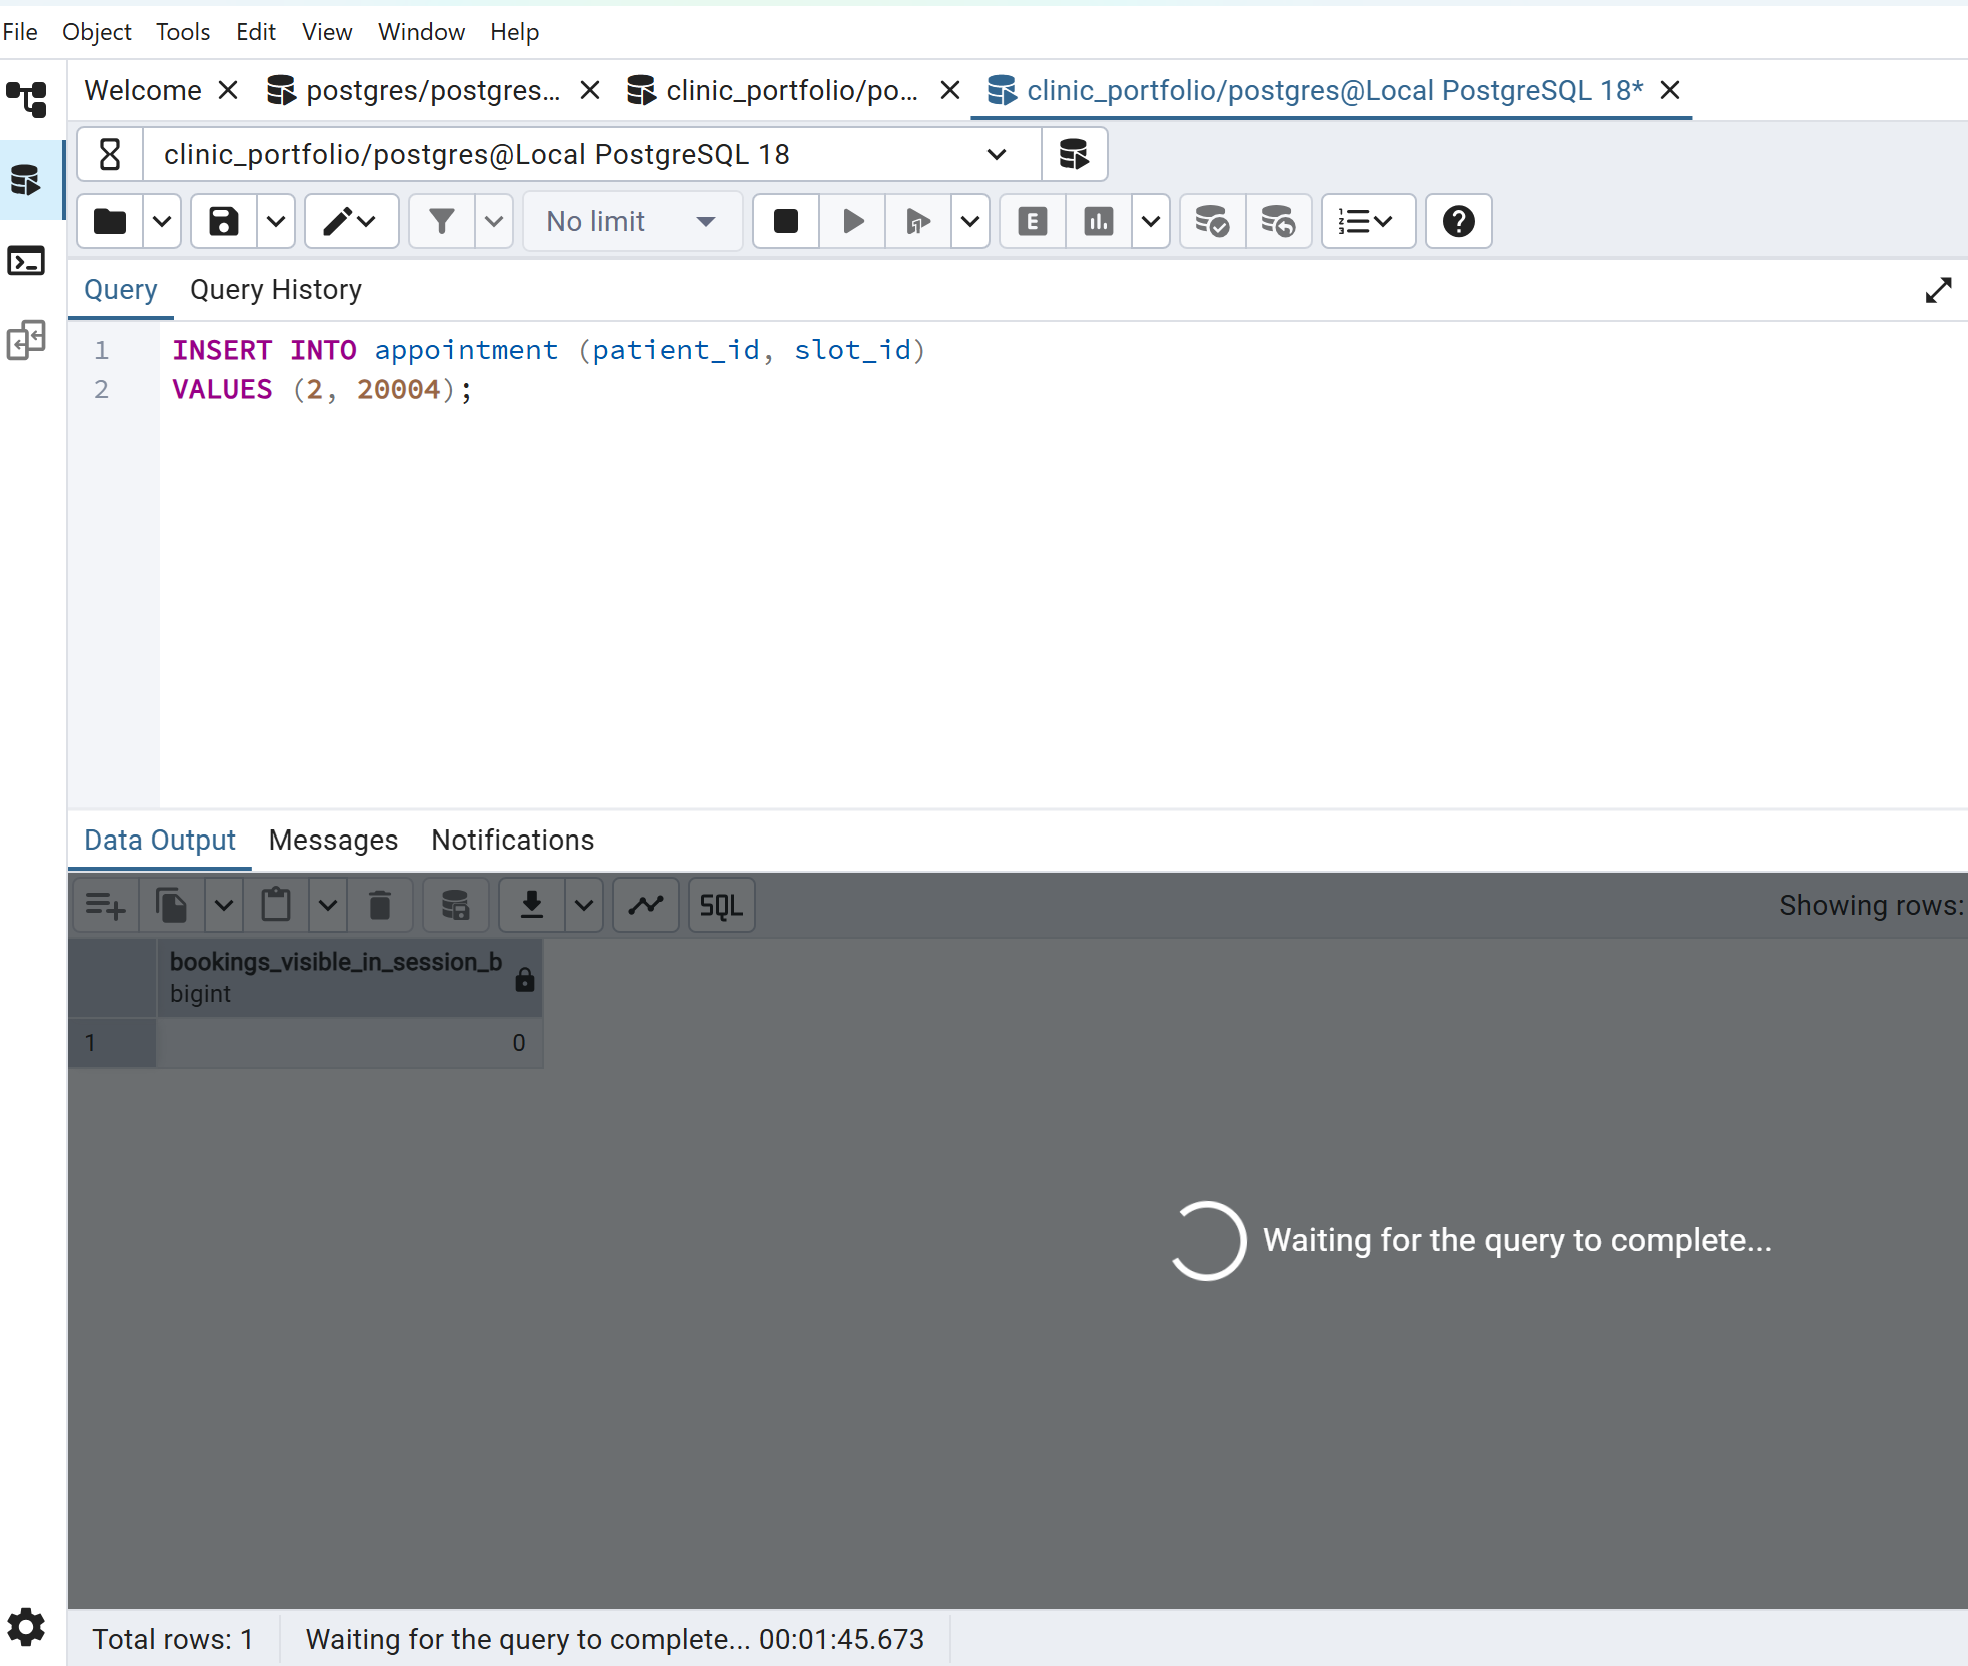 File Object Tools Edit View Window Help
Welcome postgres/postgres... clinic_portfolio/po... clinic_portfolio/postgres@Local PostgreSQL 18*
clinic_portfolio/postgres@Local PostgreSQL 18
No limit E ?
Query Query History
1 INSERT INTO appointment (patient_id, slot_id)
2 VALUES (2, 20004);
Data Output Messages Notifications
SQL Showing rows:
bookings_visible_in_session_b
bigint
1 0
Waiting for the query to complete...
Total rows: 1 Waiting for the query to complete... 00:01:45.673